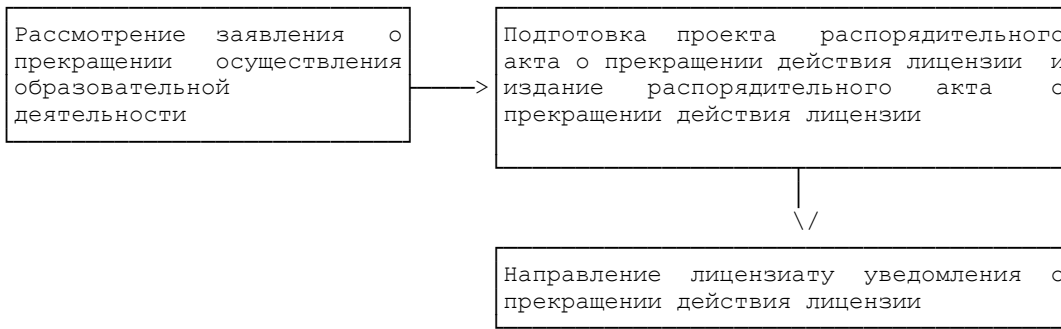 Рассмотрение заявления о
прекращении осуществления
образовательной
деятельности
Подготовка проекта распорядительного
акта о прекращении действия лицензии и
издание распорядительного акта о
прекращении действия лицензии
Направление лицензиату уведомления о
прекращении действия лицензии